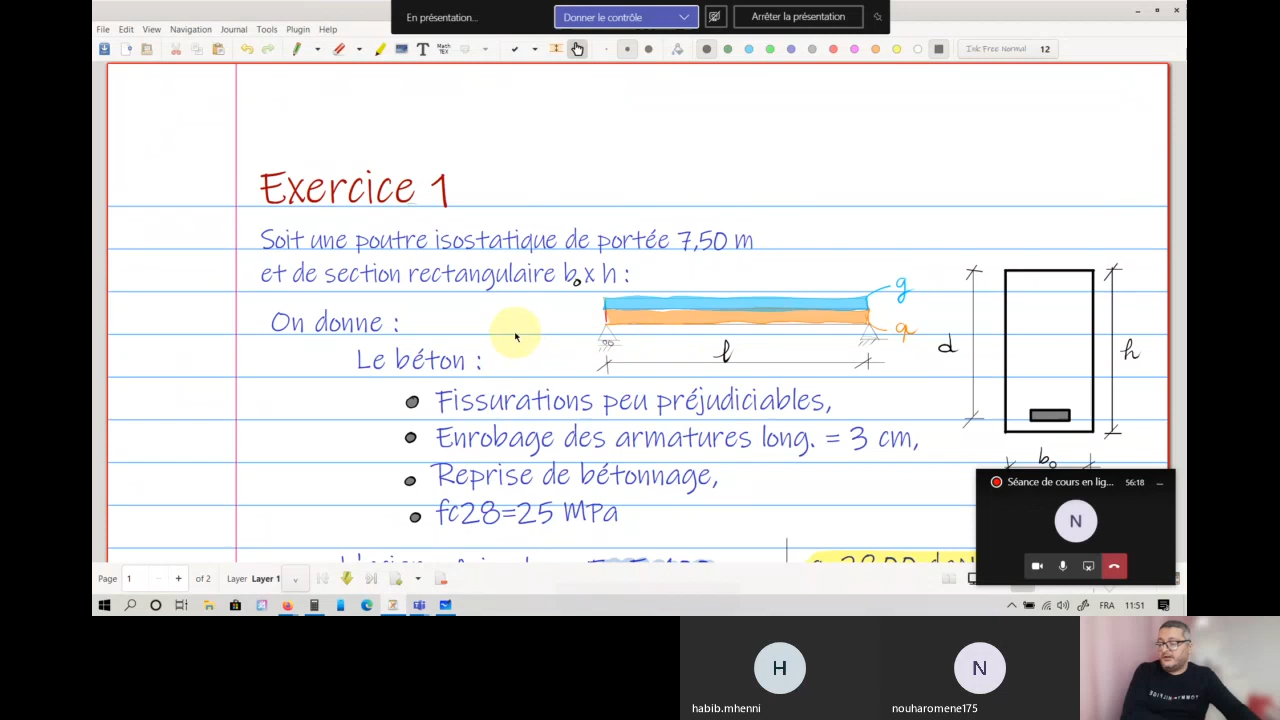 En présentation...
Donner le contrôle
Arrêter la présentation
File Edit View Navigation Journal Tools Plugin Help
Math TEX
Ink Free Normal 12
Exercice 1
Soit une poutre isostatique de portée 7,50 m
et de section rectangulaire b₀ x h :
g
On donne :
q
l
d
h
Le béton :
Fissurations peu préjudiciables,
Enrobage des armatures long. = 3 cm,
b₀
Reprise de bétonnage,
fc28=25 MPa
Séance de cours en lig... 56:18
N
Page 1 of 2 Layer Layer 1
FRA 11:51
H
N
habib.mhenni
nouharomene175